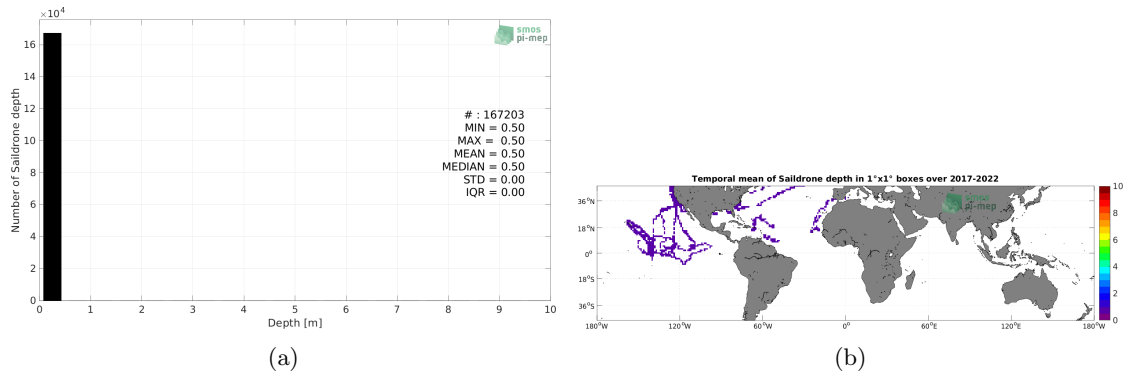 ×10⁴
16
14
12
10
8
6
4
2
0
Number of Saildrone depth
smos
pi-mep
# : 167203
MIN = 0.50
MAX = 0.50
MEAN = 0.50
MEDIAN = 0.50
STD = 0.00
IQR = 0.00
0 1 2 3 4 5 6 7 8 9 10
Depth [m]
(a)
Temporal mean of Saildrone depth in 1°x1° boxes over 2017-2022
smos
pi-mep
36°N
18°N
0°
18°S
36°S
180°W 120°W 60°W 0° 60°E 120°E 180°W
10
8
6
4
2
0
(b)